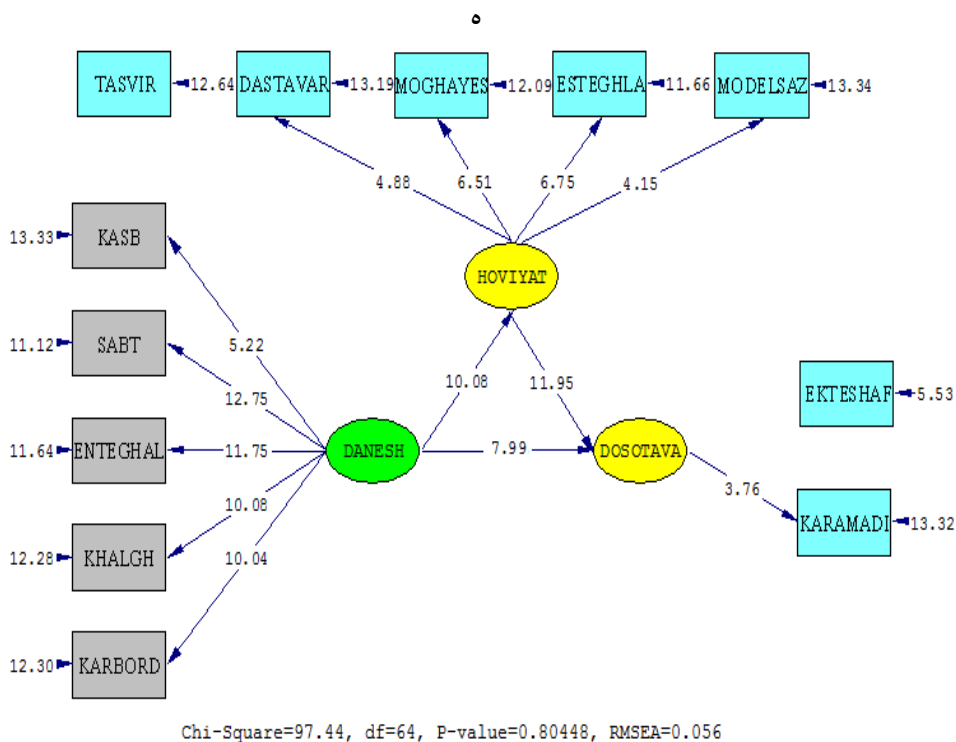 ه
TASVIR 12.64 DASTAVAR 13.19 MOGHAYES 12.09 ESTEGHLA 11.66 MODELSAZ 13.34
4.88 6.51 6.75 4.15
13.33 KASB
HOVIYAT
11.12 SABT
5.22
12.75
10.08 11.95
EKTESHAF 5.53
11.64 ENTEGHAL 11.75 DANESH 7.99 DOSOTAVA
3.76
10.08
KARAMADI 13.32
12.28 KHALGH
10.04
12.30 KARBORD
Chi-Square=97.44, df=64, P-value=0.80448, RMSEA=0.056